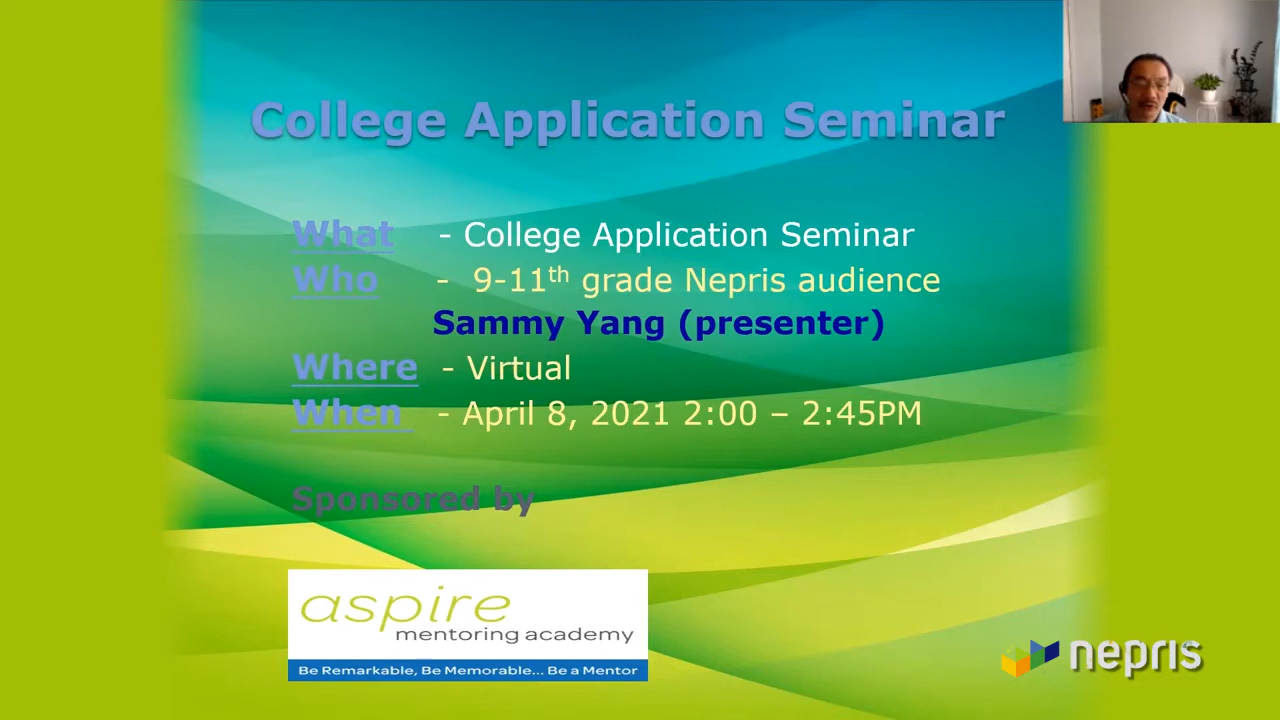 College Application Seminar
What - College Application Seminar
Who - 9-11th grade Nepris audience
Sammy Yang (presenter)
Where - Virtual
When - April 8, 2021 2:00 – 2:45PM
Sponsored by
aspire
mentoring academy
Be Remarkable, Be Memorable... Be a Mentor
nepris